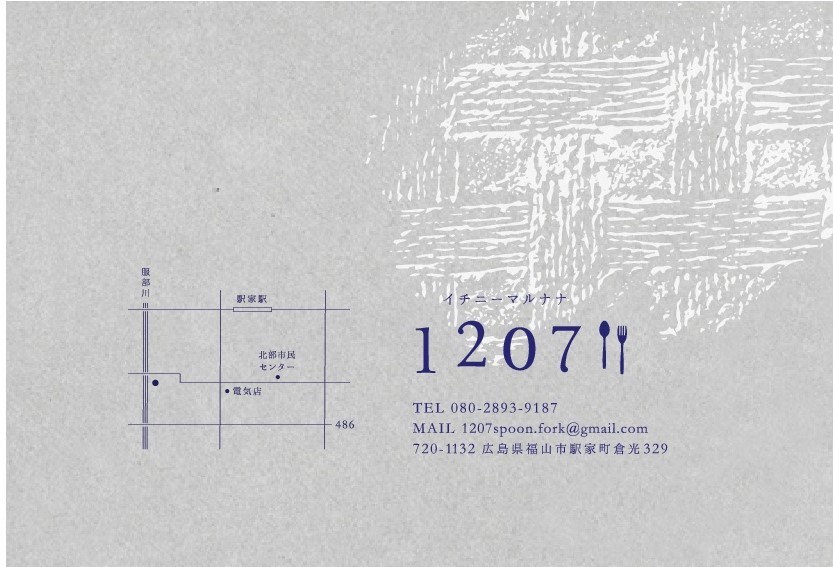 服部川
駅家駅
北部市民
センター
電気店
486
イチニーマルナナ
1207
TEL 080-2893-9187
MAIL 1207spoon.fork@gmail.com
720-1132 広島県福山市駅家町倉光329